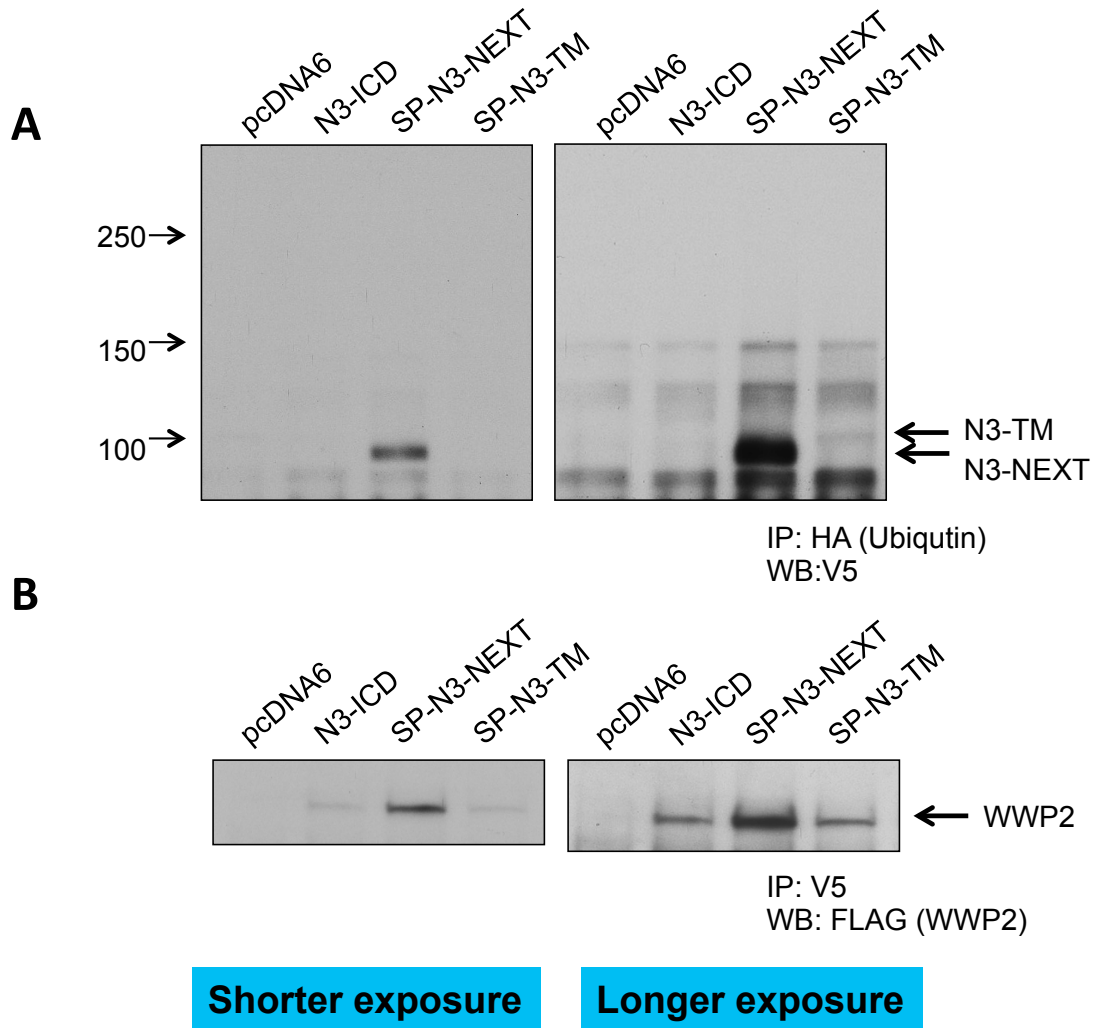 A
pcDNA6
N3-ICD
SP-N3-NEXT
SP-N3-TM
pcDNA6
N3-ICD
SP-N3-NEXT
SP-N3-TM
250
150
100
N3-TM
N3-NEXT
IP: HA (Ubiqutin)
WB:V5
B
pcDNA6
N3-ICD
SP-N3-NEXT
SP-N3-TM
pcDNA6
N3-ICD
SP-N3-NEXT
SP-N3-TM
WWP2
IP: V5
WB: FLAG (WWP2)
Shorter exposure
Longer exposure